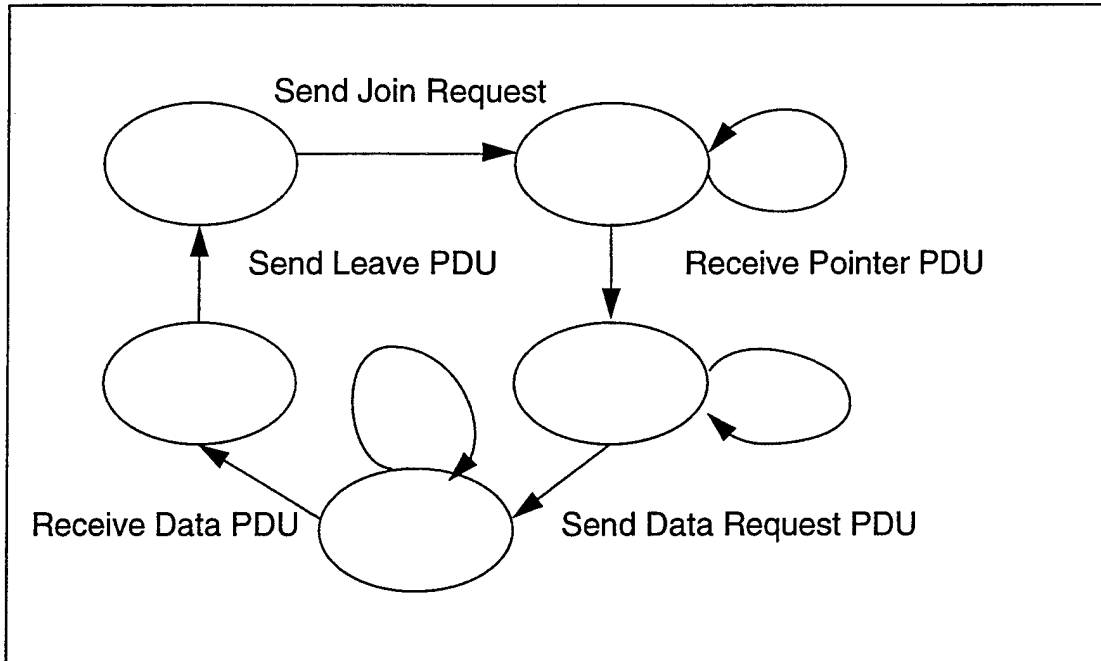 Send Join Request
Send Leave PDU
Receive Pointer PDU
Receive Data PDU
Send Data Request PDU